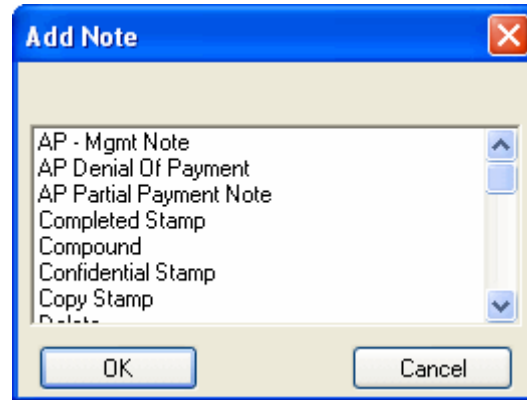 Add Note
AP - Mgmt Note
AP Denial Of Payment
AP Partial Payment Note
Completed Stamp
Compound
Confidential Stamp
Copy Stamp
OK
Cancel